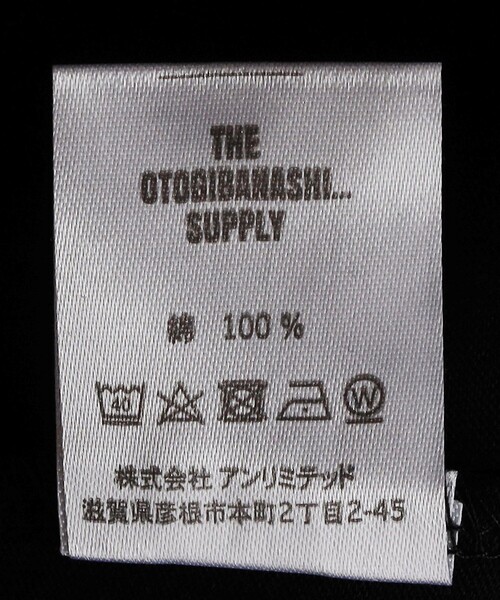 THE
OTOGIBANASHI...
SUPPLY
綿 100 %
40 W
株式会社 アンリミテッド
滋賀県彦根市本町2丁目2-45